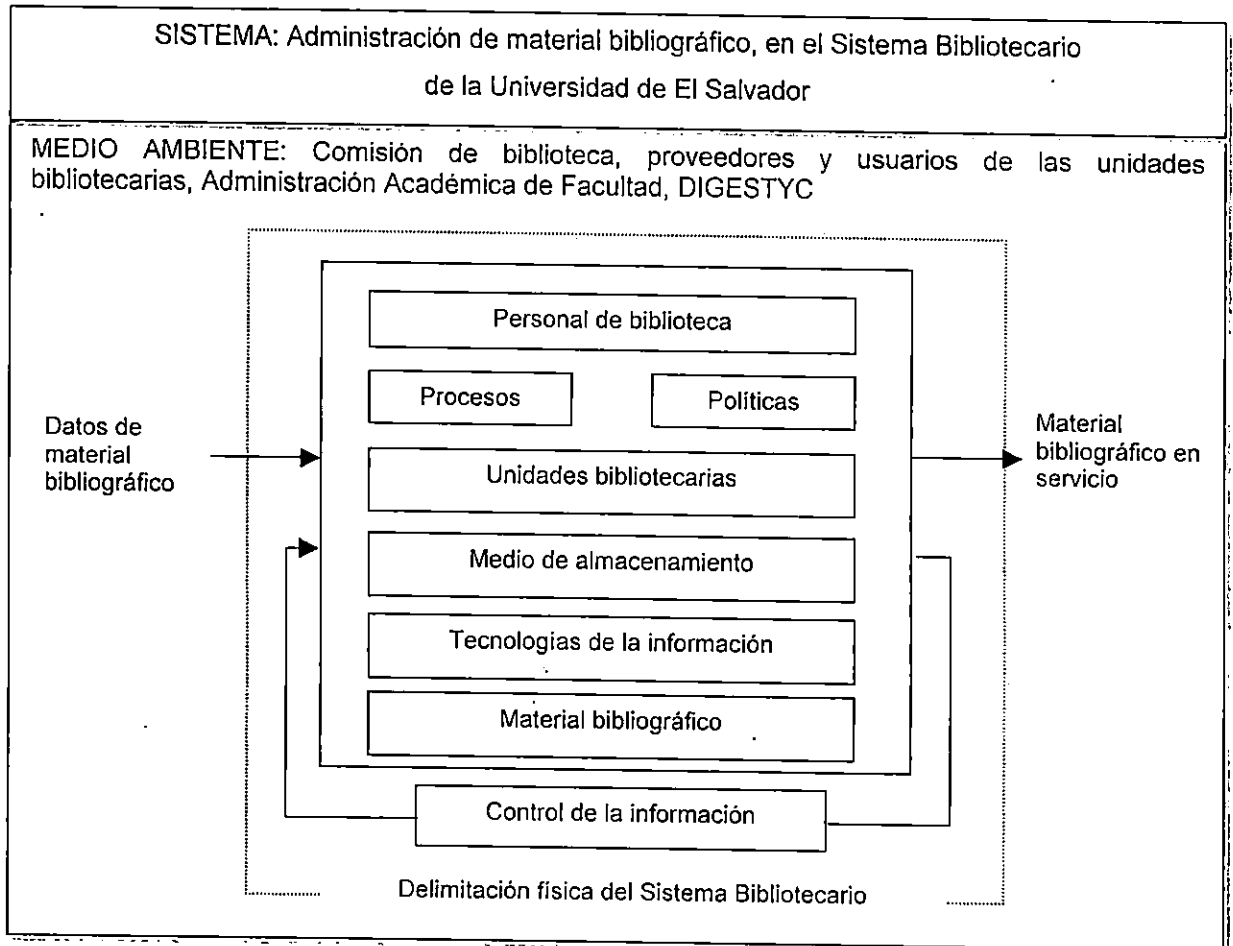 SISTEMA: Administración de material bibliográfico, en el Sistema Bibliotecario
de la Universidad de El Salvador
MEDIO AMBIENTE: Comisión de biblioteca, proveedores y usuarios de las unidades
bibliotecarias, Administración Académica de Facultad, DIGESTYC
Personal de biblioteca
Procesos
Políticas
Datos de
material
bibliográfico
Unidades bibliotecarias
Material
bibliográfico en
servicio
Medio de almacenamiento
Tecnologías de la información
Material bibliográfico
Control de la información
Delimitación física del Sistema Bibliotecario